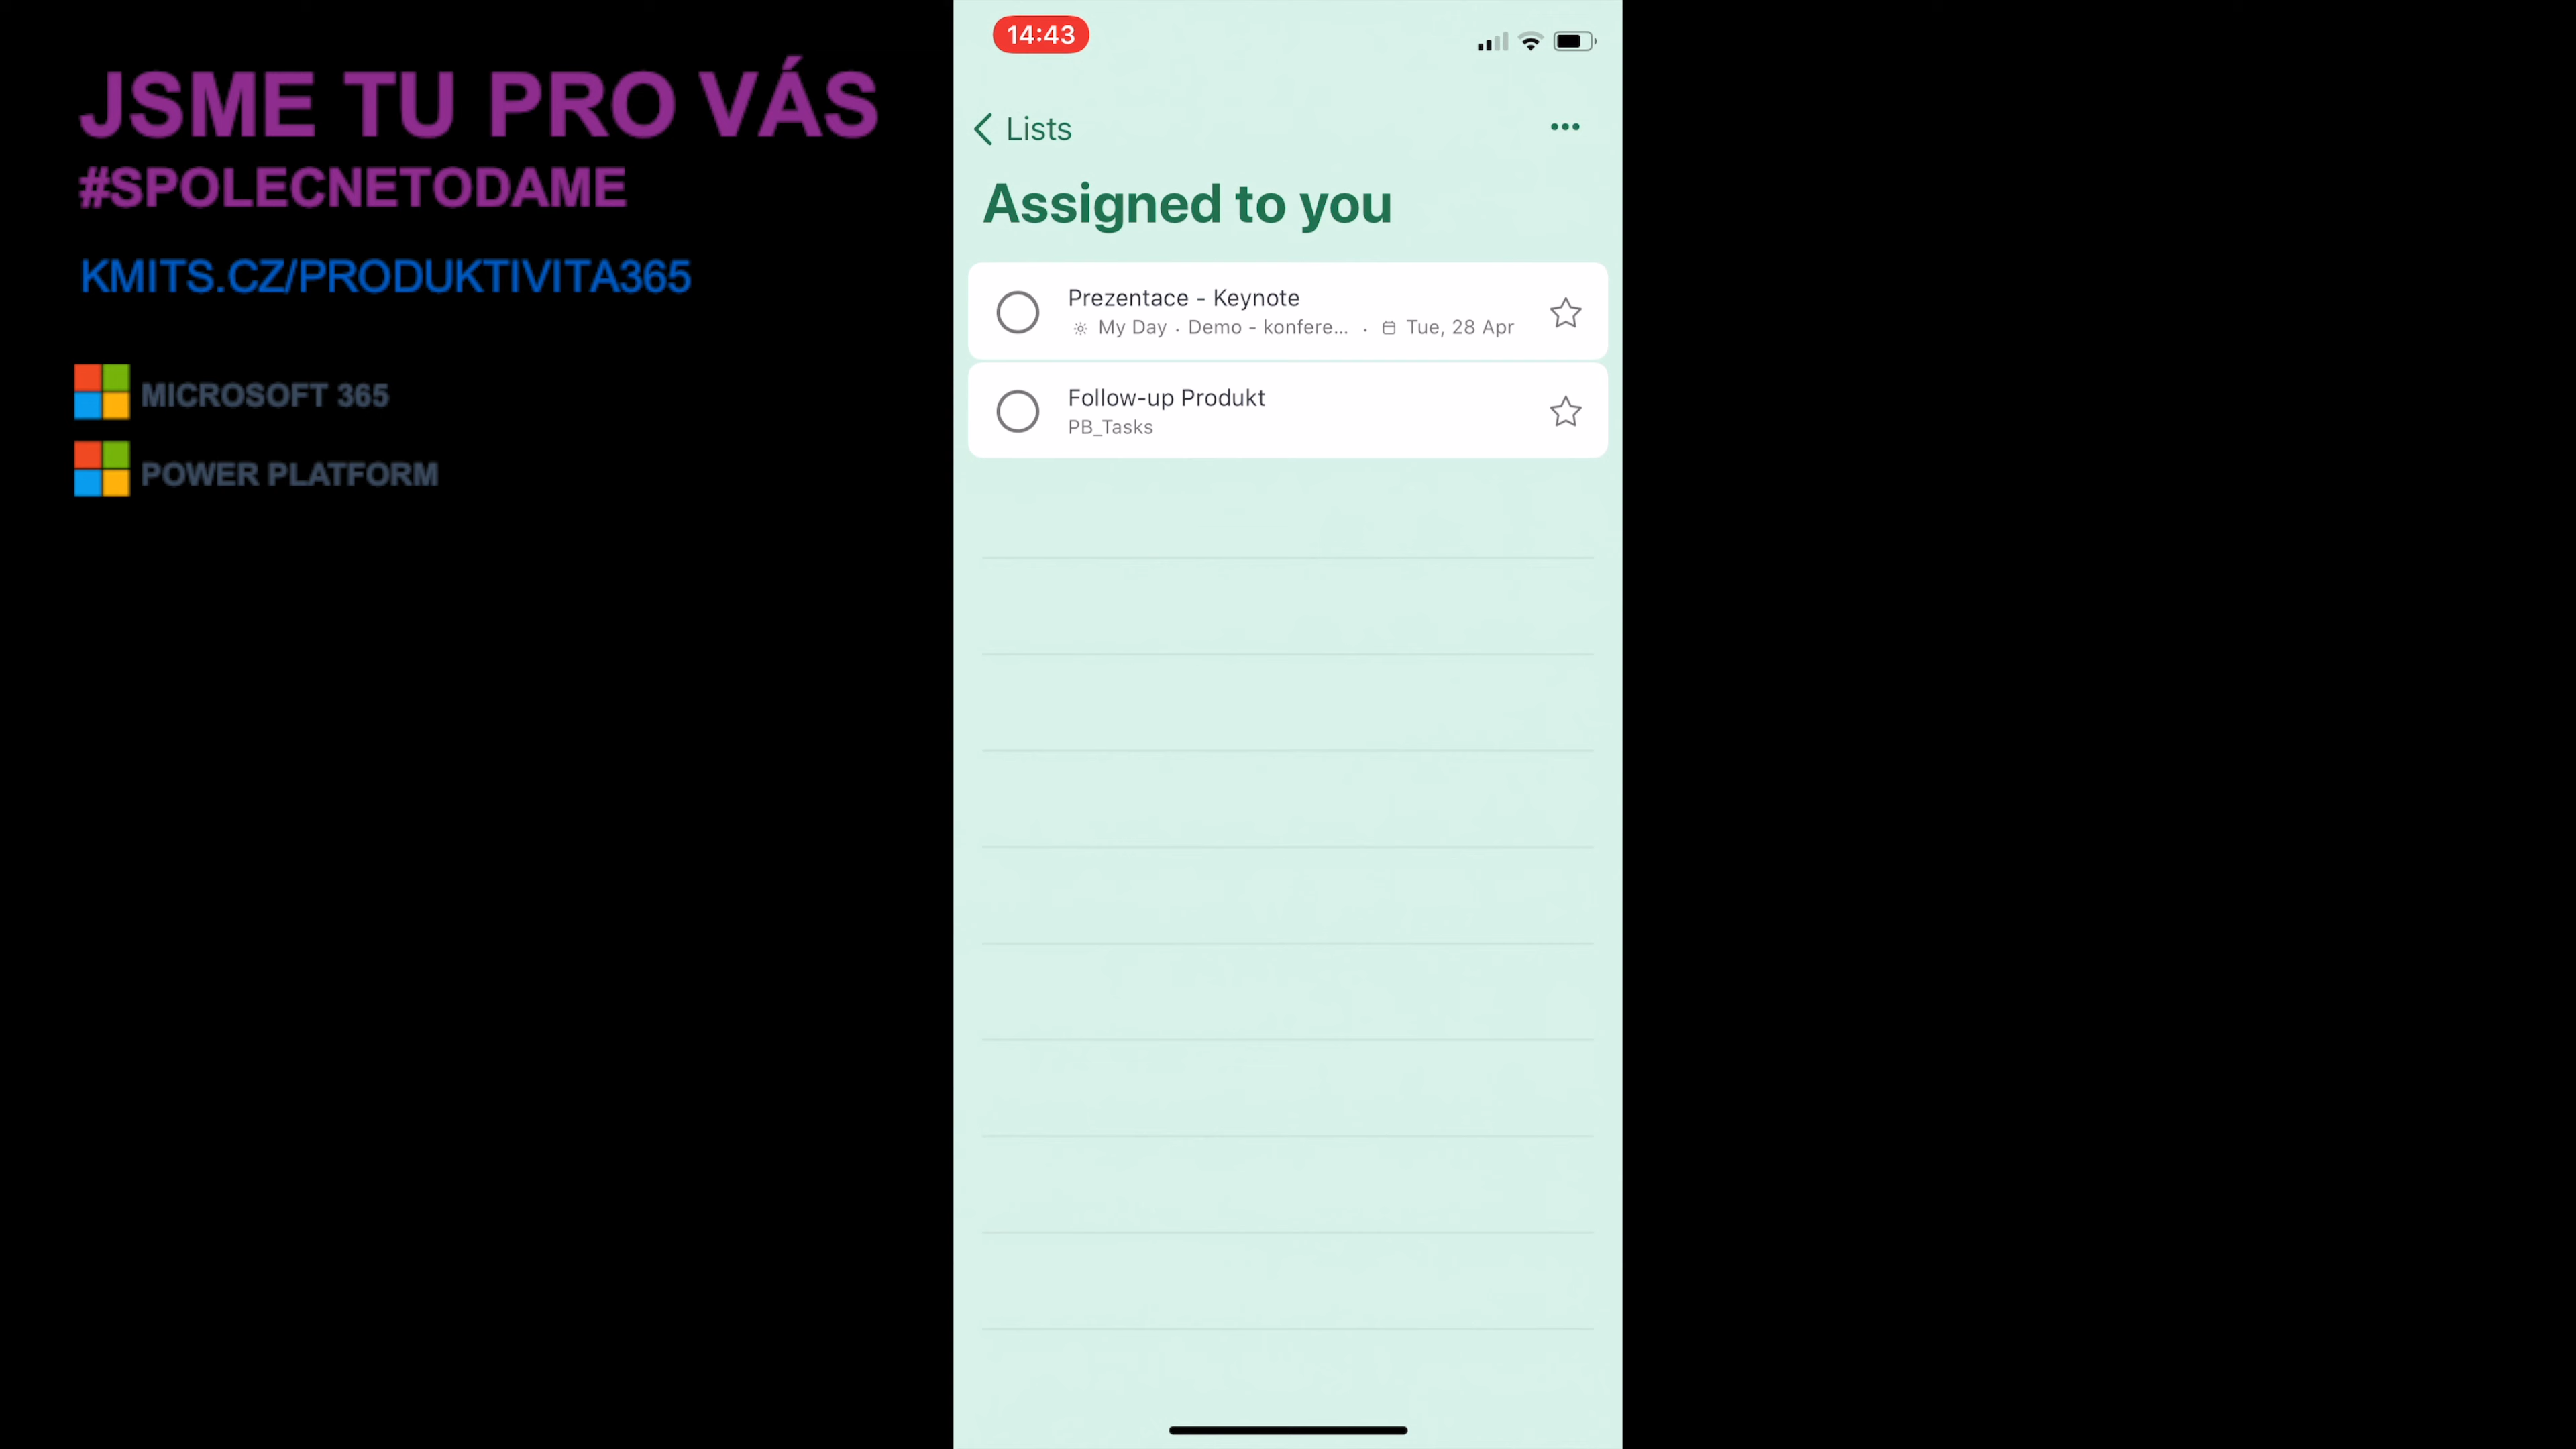 JSME TU PRO VÁS
#SPOLECNETODAME
KMITS.CZ/PRODUKTIVITA365
MICROSOFT 365
POWER PLATFORM
14:43
Lists
Assigned to you
Prezentace - Keynote
My Day · Demo - konfere... · Tue, 28 Apr
Follow-up Produkt
PB_Tasks